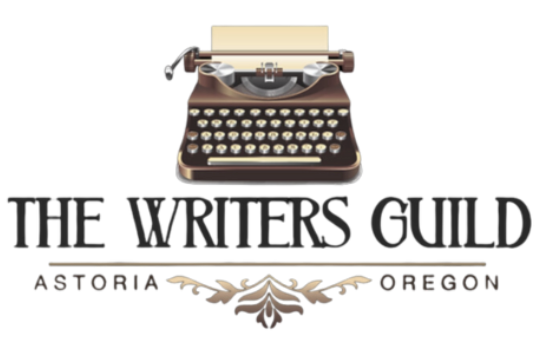 THE WRITERS GUILD
ASTORIA OREGON